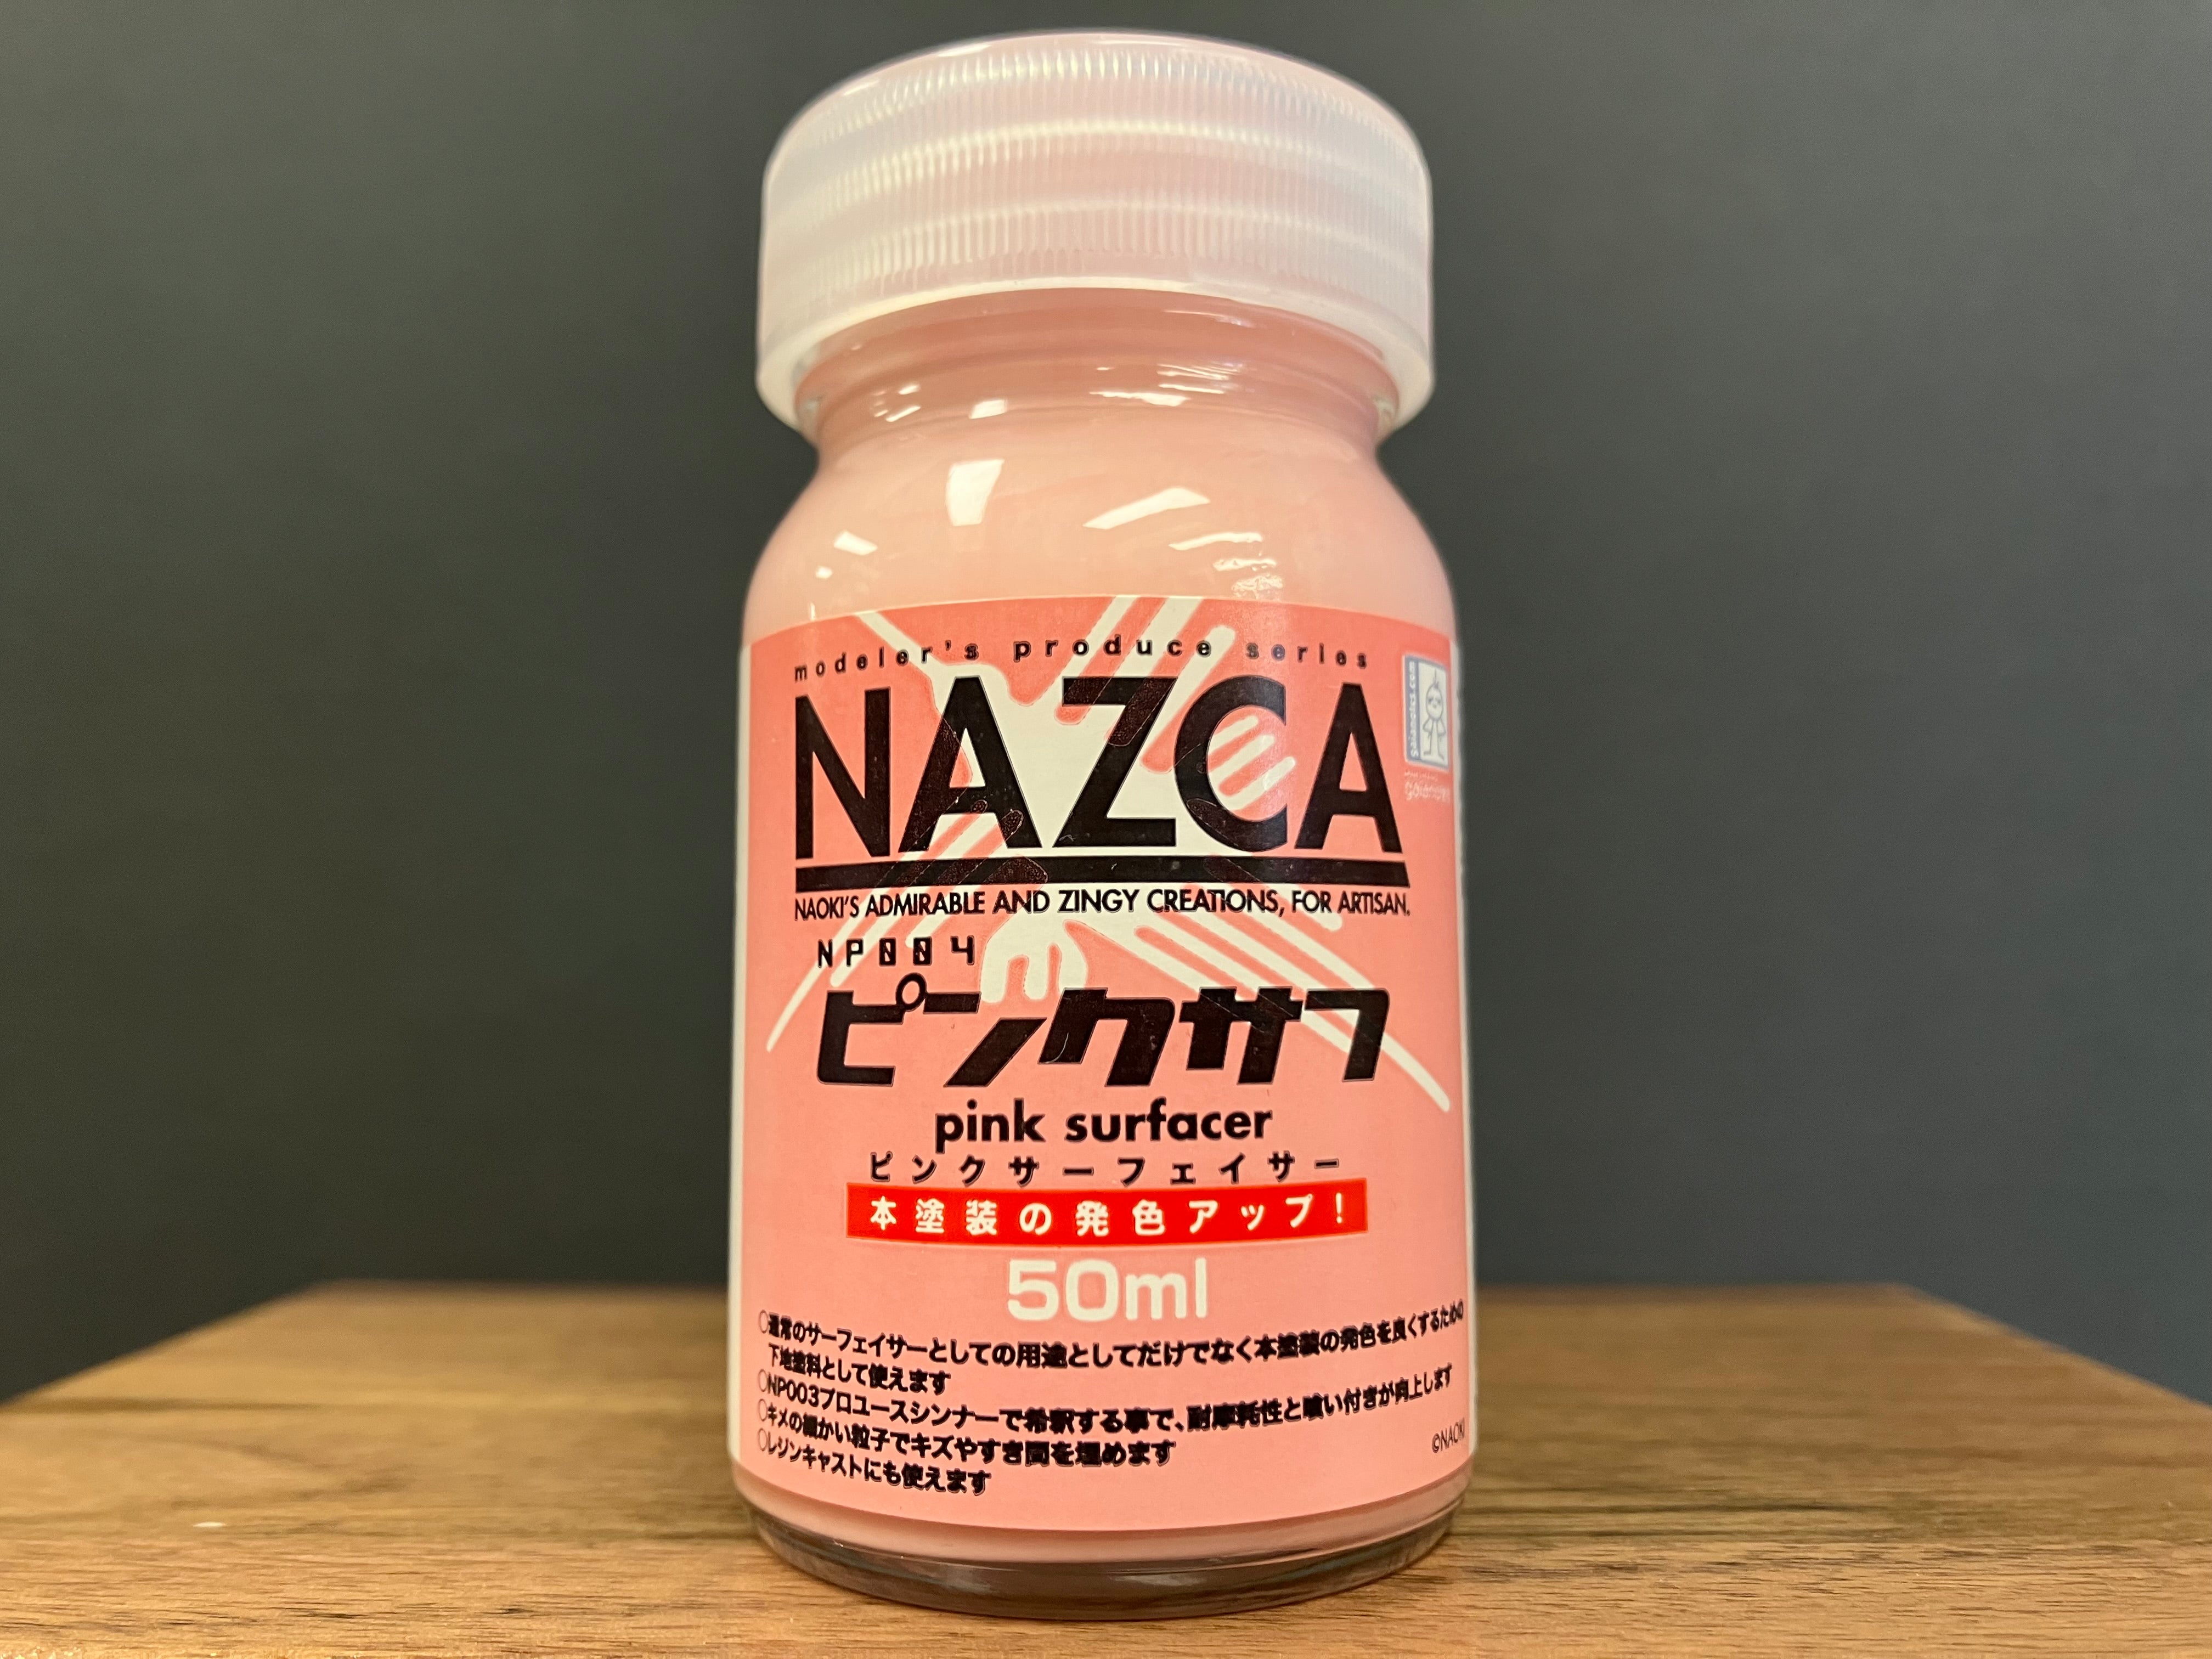 modeler's produce series
NAZCA
NAOKI'S ADMIRABLE AND ZINGY CREATIONS, FOR ARTISAN.
NP004
ピンクサフ
pink surfacer
ピンクサーフェイサー
本塗装の発色アップ!
50ml
○通常のサーフェイサーとしての用途としてだけでなく本塗装の発色を良くするための
下地塗料として使えます
○NP003プロユースシンナーで希釈する事で、耐摩耗性と喰い付きが向上します
○キメの細かい粒子でキズやすき間を埋めます
○レジンキャストにも使えます
©NAOKI
gaianotes.com